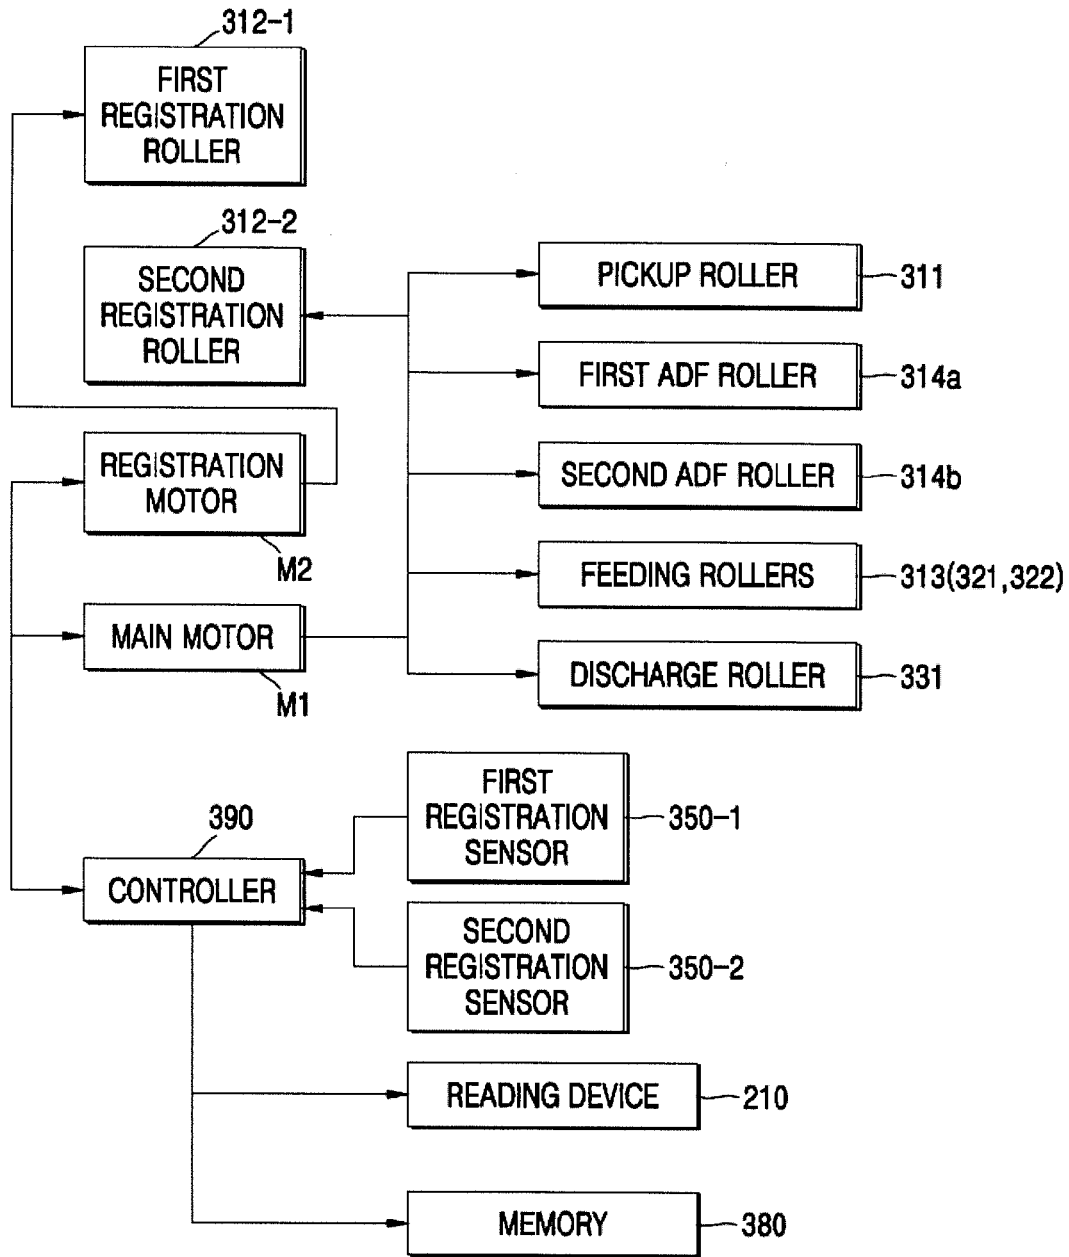 312-1
FIRST
REGISTRATION
ROLLER
312-2
SECOND
REGISTRATION
ROLLER
PICKUP ROLLER
311
FIRST ADF ROLLER
314a
SECOND ADF ROLLER
314b
REGISTRATION
MOTOR
M2
FEEDING ROLLERS
313(321,322)
MAIN MOTOR
M1
DISCHARGE ROLLER
331
FIRST
REGISTRATION
SENSOR
350-1
390
CONTROLLER
SECOND
REGISTRATION
SENSOR
350-2
READING DEVICE
210
MEMORY
380